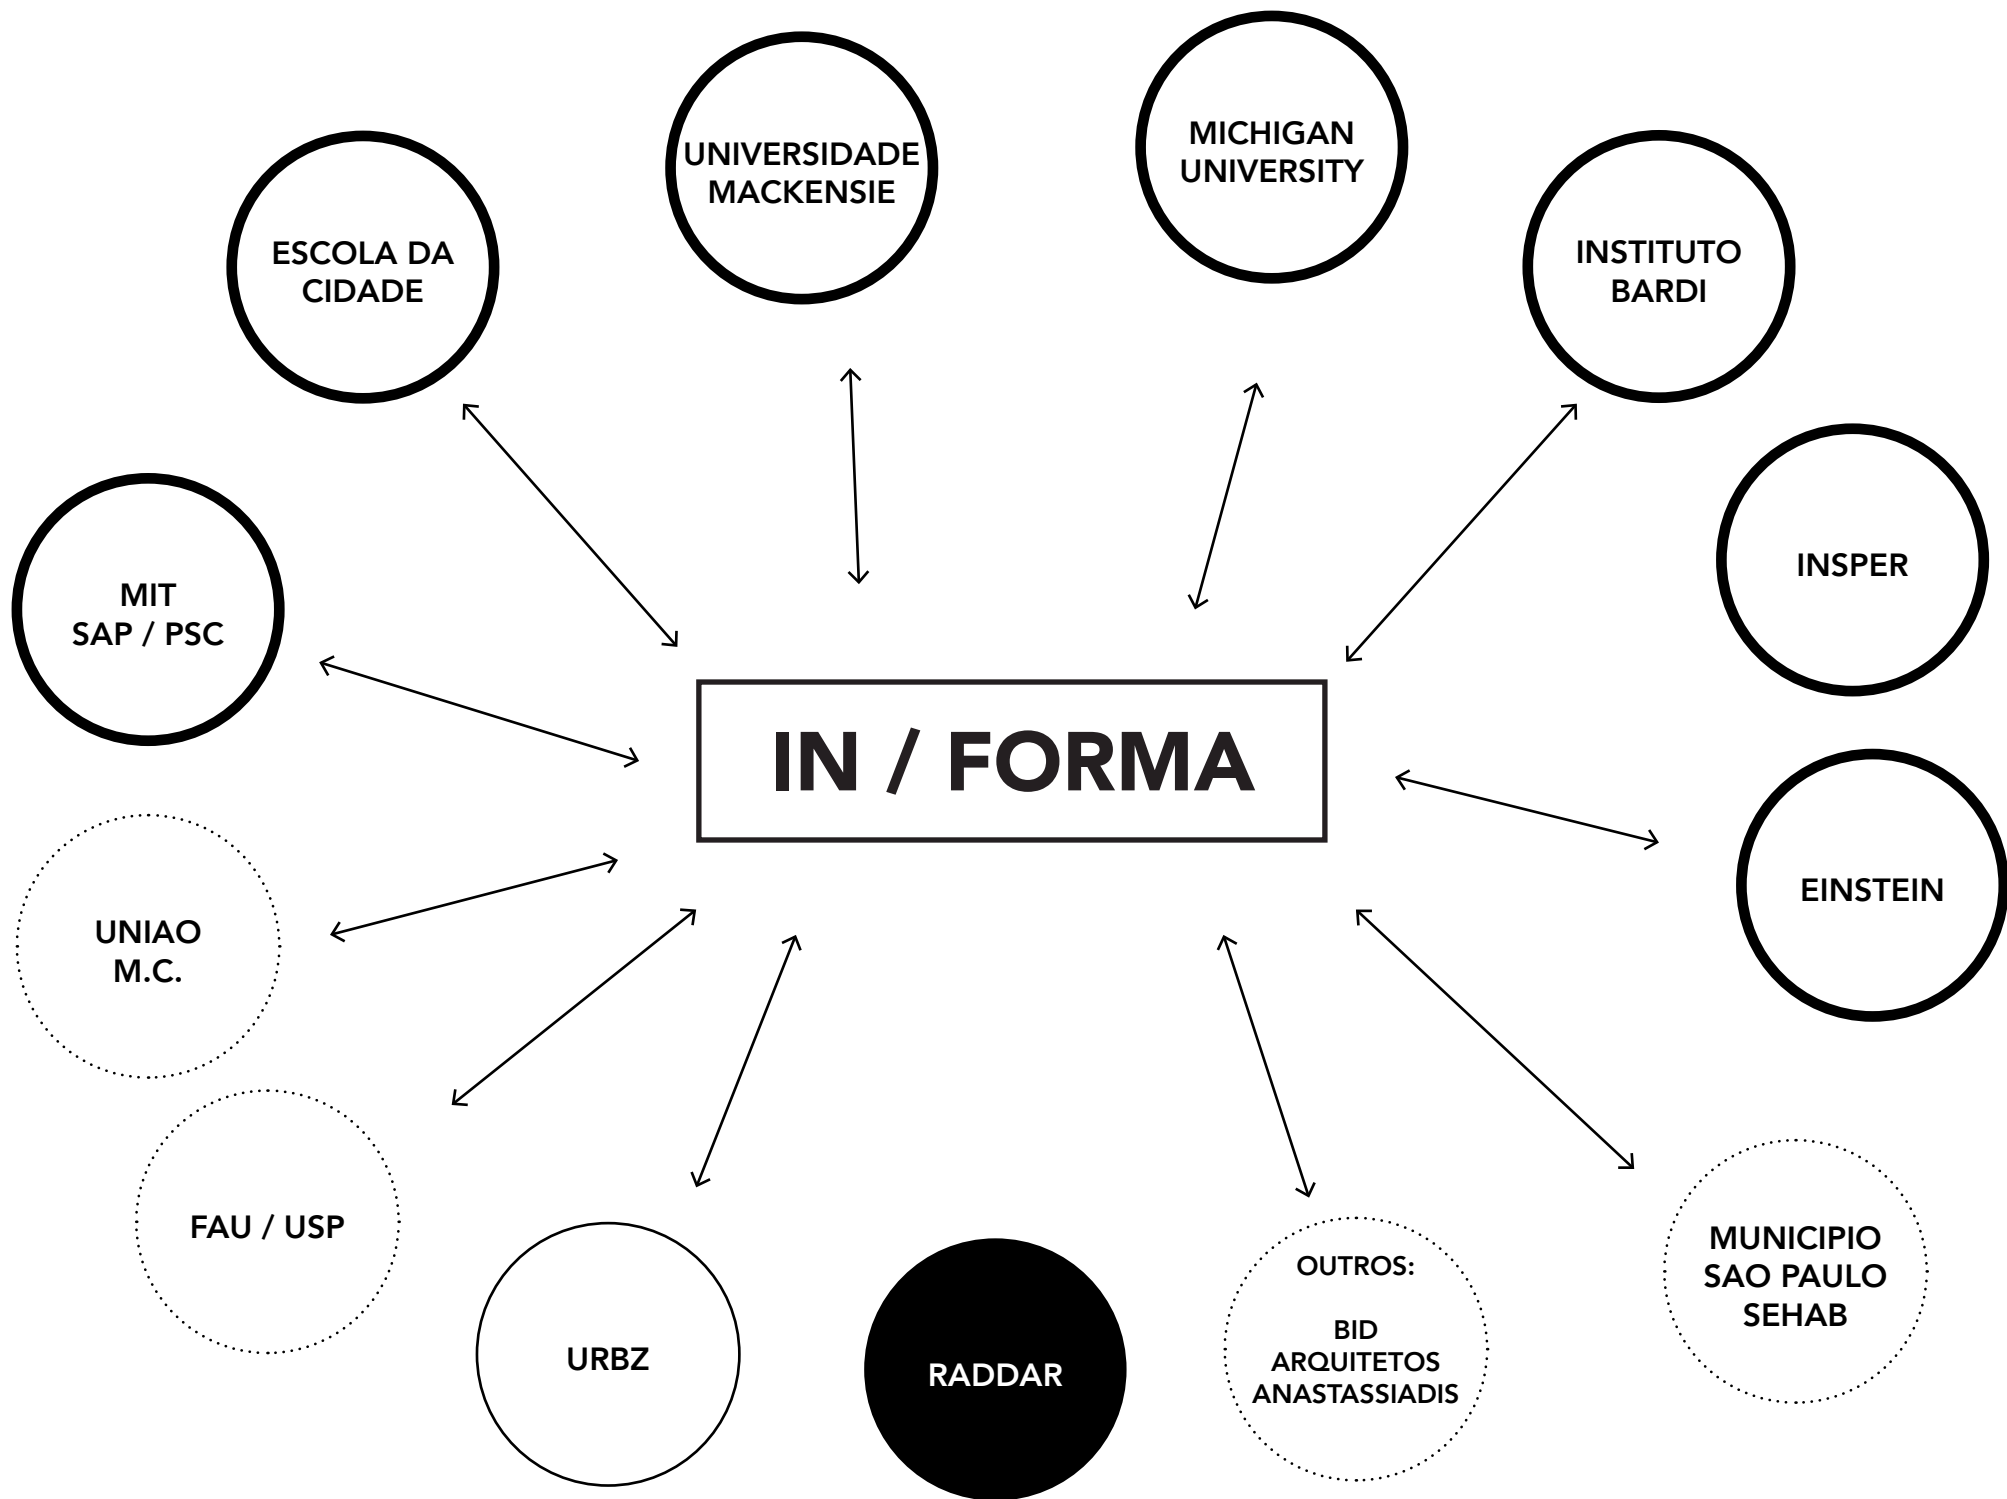 MICHIGAN
UNIVERSITY
UNIVERSIDADE
MACKENSIE
ESCOLA DA
CIDADE
INSTITUTO
BARDI
INSPER
MIT
SAP / PSC
IN / FORMA
EINSTEIN
UNIAO
M.C.
FAU / USP
MUNICIPIO
SAO PAULO
SEHAB
OUTROS:
BID
ARQUITETOS
ANASTASSIADIS
URBZ
RADDAR